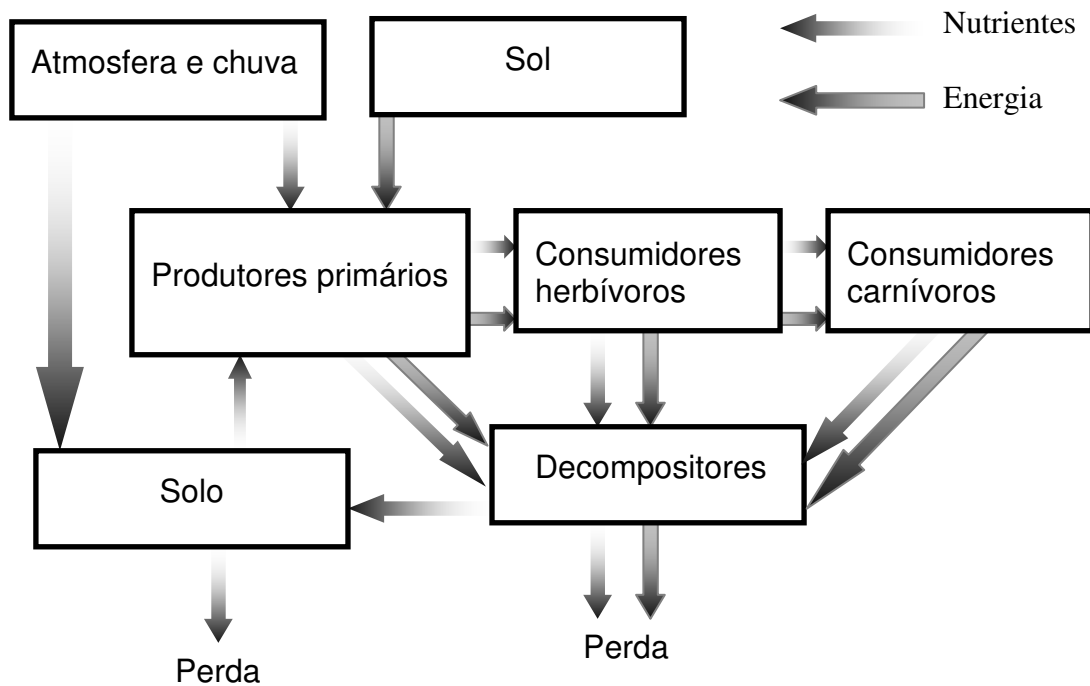 Atmosfera e chuva
Sol
Nutrientes
Energia
Produtores primários
Consumidores
herbívoros
Consumidores
carnívoros
Solo
Decompositores
Perda
Perda